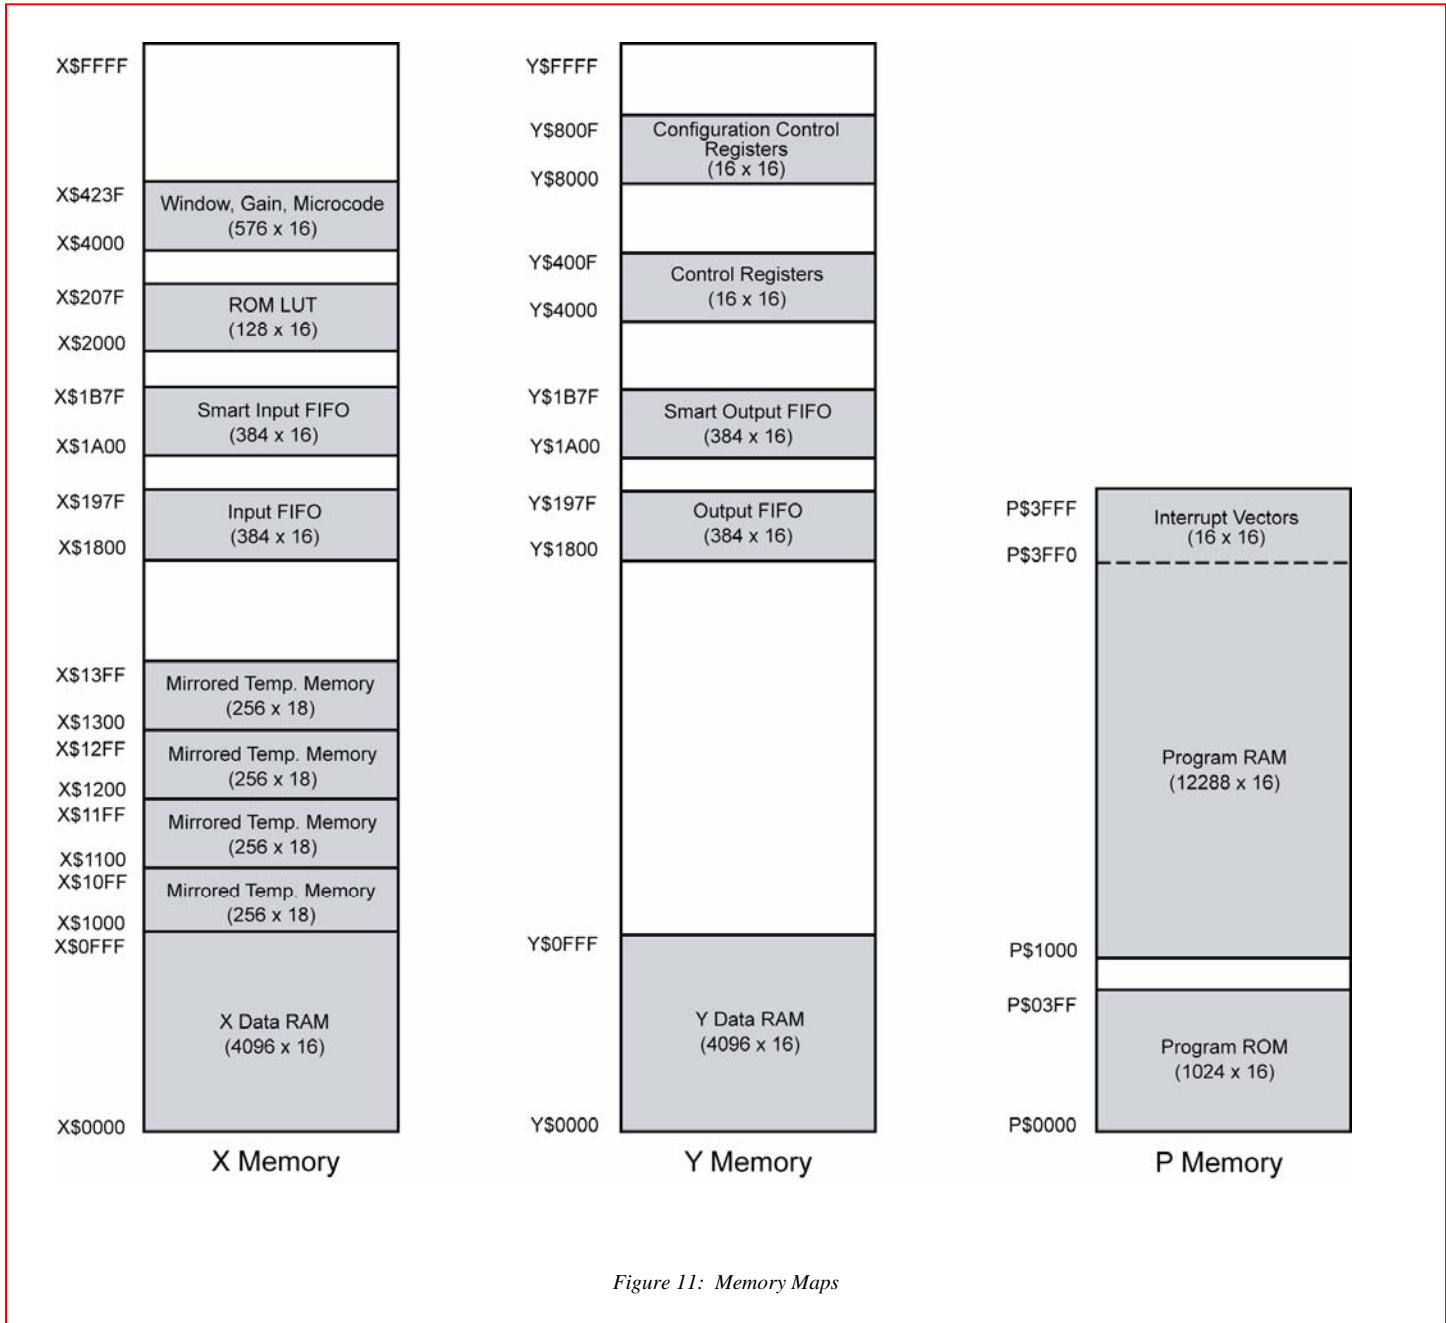 X$FFFF
X$423F
Window, Gain, Microcode
(576 x 16)
X$4000
X$207F
ROM LUT
(128 x 16)
X$2000
X$1B7F
Smart Input FIFO
(384 x 16)
X$1A00
X$197F
Input FIFO
(384 x 16)
X$1800
X$13FF
Mirrored Temp. Memory
(256 x 18)
X$1300
X$12FF
Mirrored Temp. Memory
(256 x 18)
X$1200
X$11FF
Mirrored Temp. Memory
(256 x 18)
X$1100
X$10FF
Mirrored Temp. Memory
(256 x 18)
X$1000
X$0FFF
X Data RAM
(4096 x 16)
X$0000
X Memory
Y$FFFF
Y$800F
Configuration Control
Registers
(16 x 16)
Y$8000
Y$400F
Control Registers
(16 x 16)
Y$4000
Y$1B7F
Smart Output FIFO
(384 x 16)
Y$1A00
Y$197F
Output FIFO
(384 x 16)
Y$1800
Y$0FFF
Y Data RAM
(4096 x 16)
Y$0000
Y Memory
P$3FFF
Interrupt Vectors
(16 x 16)
P$3FF0
Program RAM
(12288 x 16)
P$1000
P$03FF
Program ROM
(1024 x 16)
P$0000
P Memory
Figure 11: Memory Maps